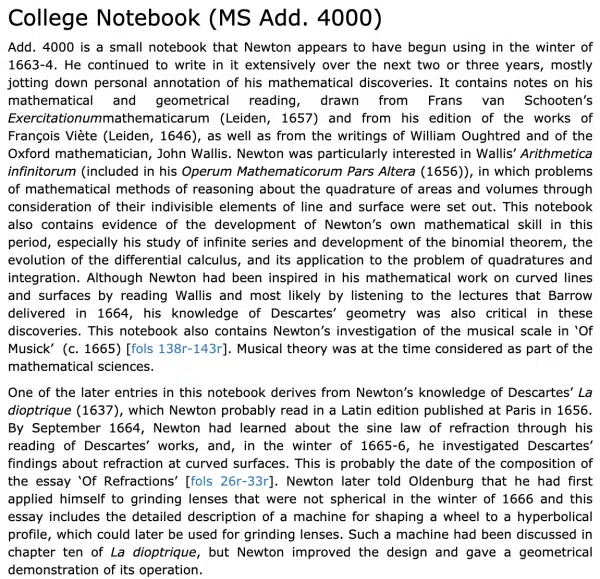 College Notebook (MS Add. 4000)
Add. 4000 is a small notebook that Newton appears to have begun using in the winter of
1663-4. He continued to write in it extensively over the next two or three years, mostly
jotting down personal annotation of his mathematical discoveries. It contains notes on his
mathematical and geometrical reading, drawn from Frans van Schooten’s
Exercitationummathematicarum (Leiden, 1657) and from his edition of the works of
François Viète (Leiden, 1646), as well as from the writings of William Oughtred and of the
Oxford mathematician, John Wallis. Newton was particularly interested in Wallis’ Arithmetica
infinitorum (included in his Operum Mathematicorum Pars Altera (1656)), in which problems
of mathematical methods of reasoning about the quadrature of areas and volumes through
consideration of their indivisible elements of line and surface were set out. This notebook
also contains evidence of the development of Newton’s own mathematical skill in this
period, especially his study of infinite series and development of the binomial theorem, the
evolution of the differential calculus, and its application to the problem of quadratures and
integration. Although Newton had been inspired in his mathematical work on curved lines
and surfaces by reading Wallis and most likely by listening to the lectures that Barrow
delivered in 1664, his knowledge of Descartes’ geometry was also critical in these
discoveries. This notebook also contains Newton’s investigation of the musical scale in ‘Of
Musick’ (c. 1665) [fols 138r-143r]. Musical theory was at the time considered as part of the
mathematical sciences.
One of the later entries in this notebook derives from Newton’s knowledge of Descartes’ La
dioptrique (1637), which Newton probably read in a Latin edition published at Paris in 1656.
By September 1664, Newton had learned about the sine law of refraction through his
reading of Descartes’ works, and, in the winter of 1665-6, he investigated Descartes’
findings about refraction at curved surfaces. This is probably the date of the composition of
the essay ‘Of Refractions’ [fols 26r-33r]. Newton later told Oldenburg that he had first
applied himself to grinding lenses that were not spherical in the winter of 1666 and this
essay includes the detailed description of a machine for shaping a wheel to a hyperbolical
profile, which could later be used for grinding lenses. Such a machine had been discussed in
chapter ten of La dioptrique, but Newton improved the design and gave a geometrical
demonstration of its operation.